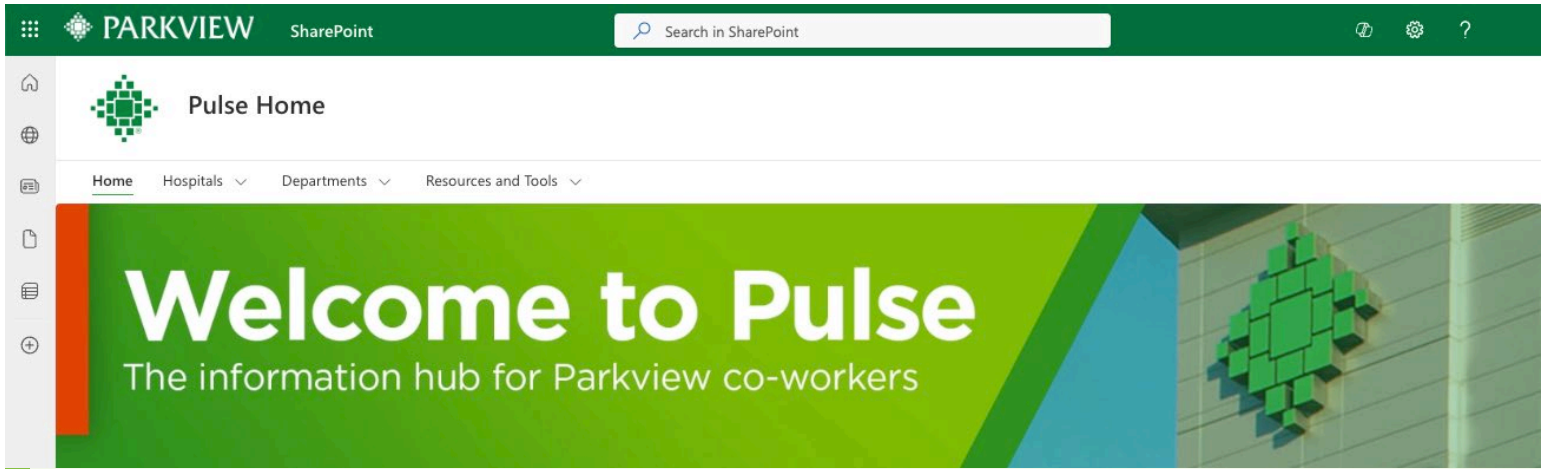 PARKVIEW SharePoint Search in SharePoint ?
Pulse Home
Home Hospitals Departments Resources and Tools
Welcome to Pulse
The information hub for Parkview co-workers